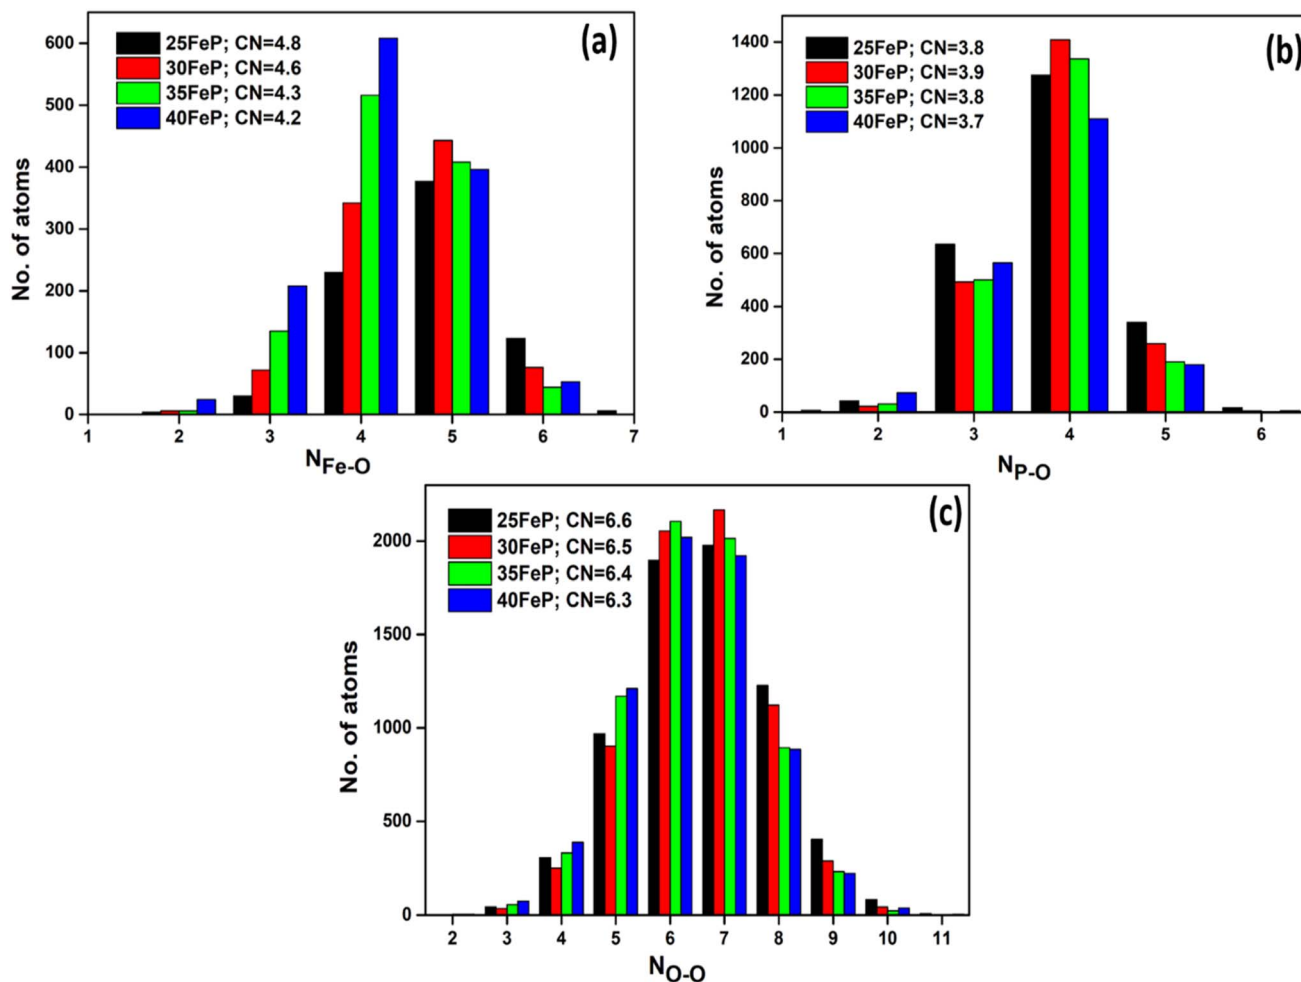 (a)
25FeP; CN=4.8
30FeP; CN=4.6
35FeP; CN=4.3
40FeP; CN=4.2
No. of atoms
600
500
400
300
200
100
0
1 2 3 4 5 6 7
N_Fe-O
(b)
25FeP; CN=3.8
30FeP; CN=3.9
35FeP; CN=3.8
40FeP; CN=3.7
No. of atoms
1400
1200
1000
800
600
400
200
0
1 2 3 4 5 6
N_P-O
(c)
25FeP; CN=6.6
30FeP; CN=6.5
35FeP; CN=6.4
40FeP; CN=6.3
No. of atoms
2000
1500
1000
500
0
2 3 4 5 6 7 8 9 10 11
N_O-O